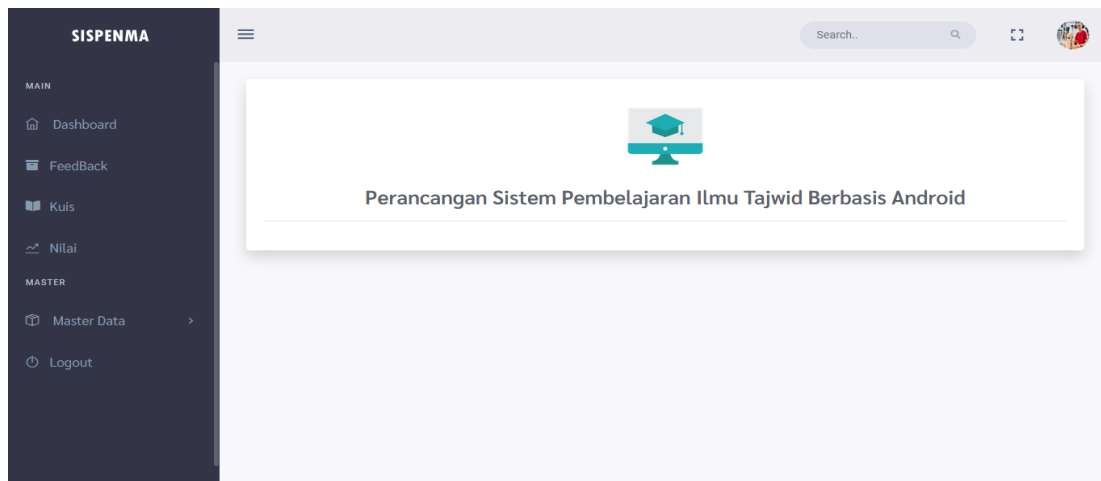 SISPENMA
Search..
MAIN
Dashboard
FeedBack
Kuis
Nilai
MASTER
Master Data
Logout
Perancangan Sistem Pembelajaran Ilmu Tajwid Berbasis Android